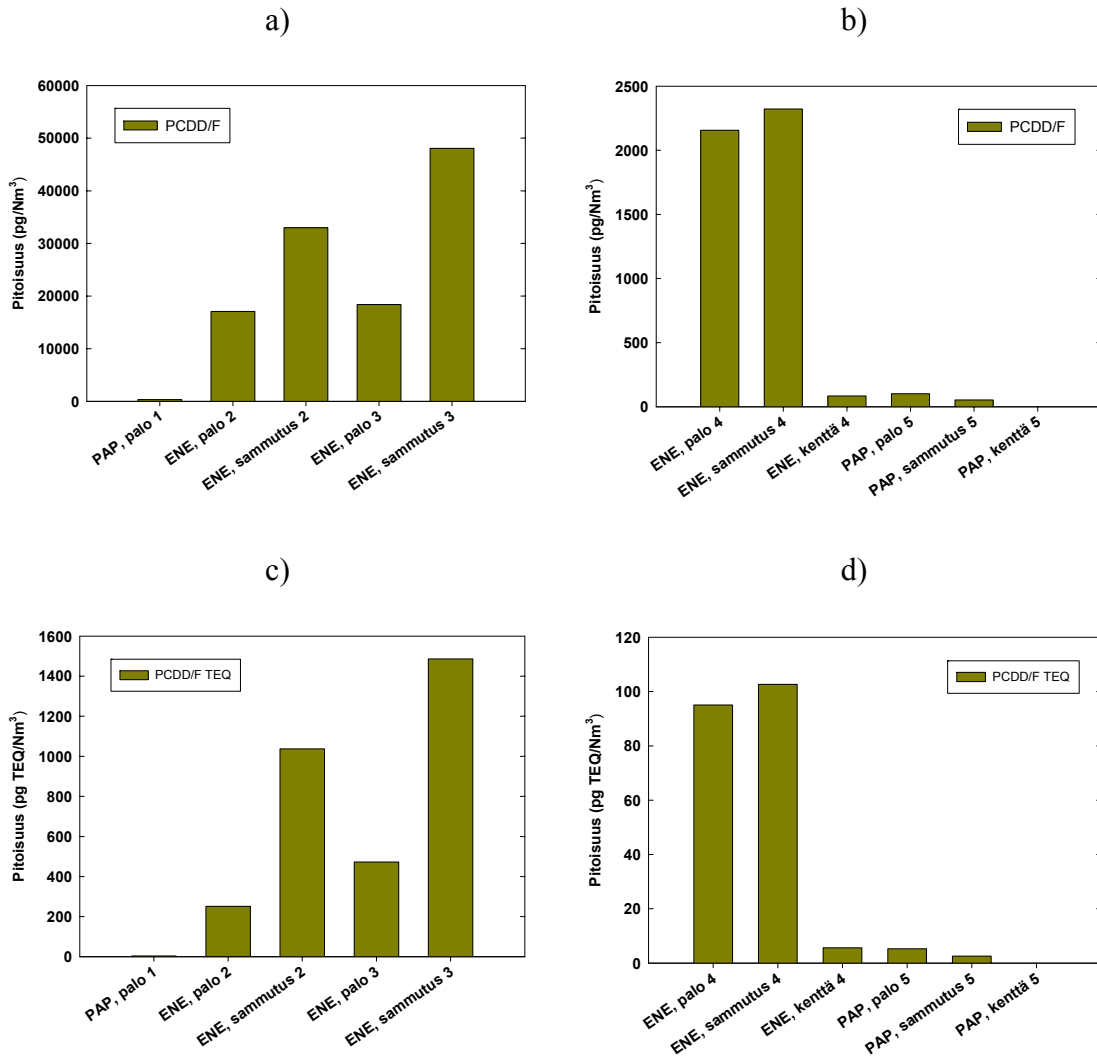 a)
60000
50000
40000
30000
20000
10000
0
Pitoisuus (pg/Nm³)
PCDD/F
PAP, palo 1
ENE, palo 2
ENE, sammutus 2
ENE, palo 3
ENE, sammutus 3
b)
2500
2000
1500
1000
500
0
Pitoisuus (pg/Nm³)
PCDD/F
ENE, palo 4
ENE, sammutus 4
ENE, kenttä 4
PAP, palo 5
PAP, sammutus 5
PAP, kenttä 5
c)
1600
1400
1200
1000
800
600
400
200
0
Pitoisuus (pg TEQ/Nm³)
PCDD/F TEQ
PAP, palo 1
ENE, palo 2
ENE, sammutus 2
ENE, palo 3
ENE, sammutus 3
d)
120
100
80
60
40
20
0
Pitoisuus (pg TEQ/Nm³)
PCDD/F TEQ
ENE, palo 4
ENE, sammutus 4
ENE, kenttä 4
PAP, palo 5
PAP, sammutus 5
PAP, kenttä 5